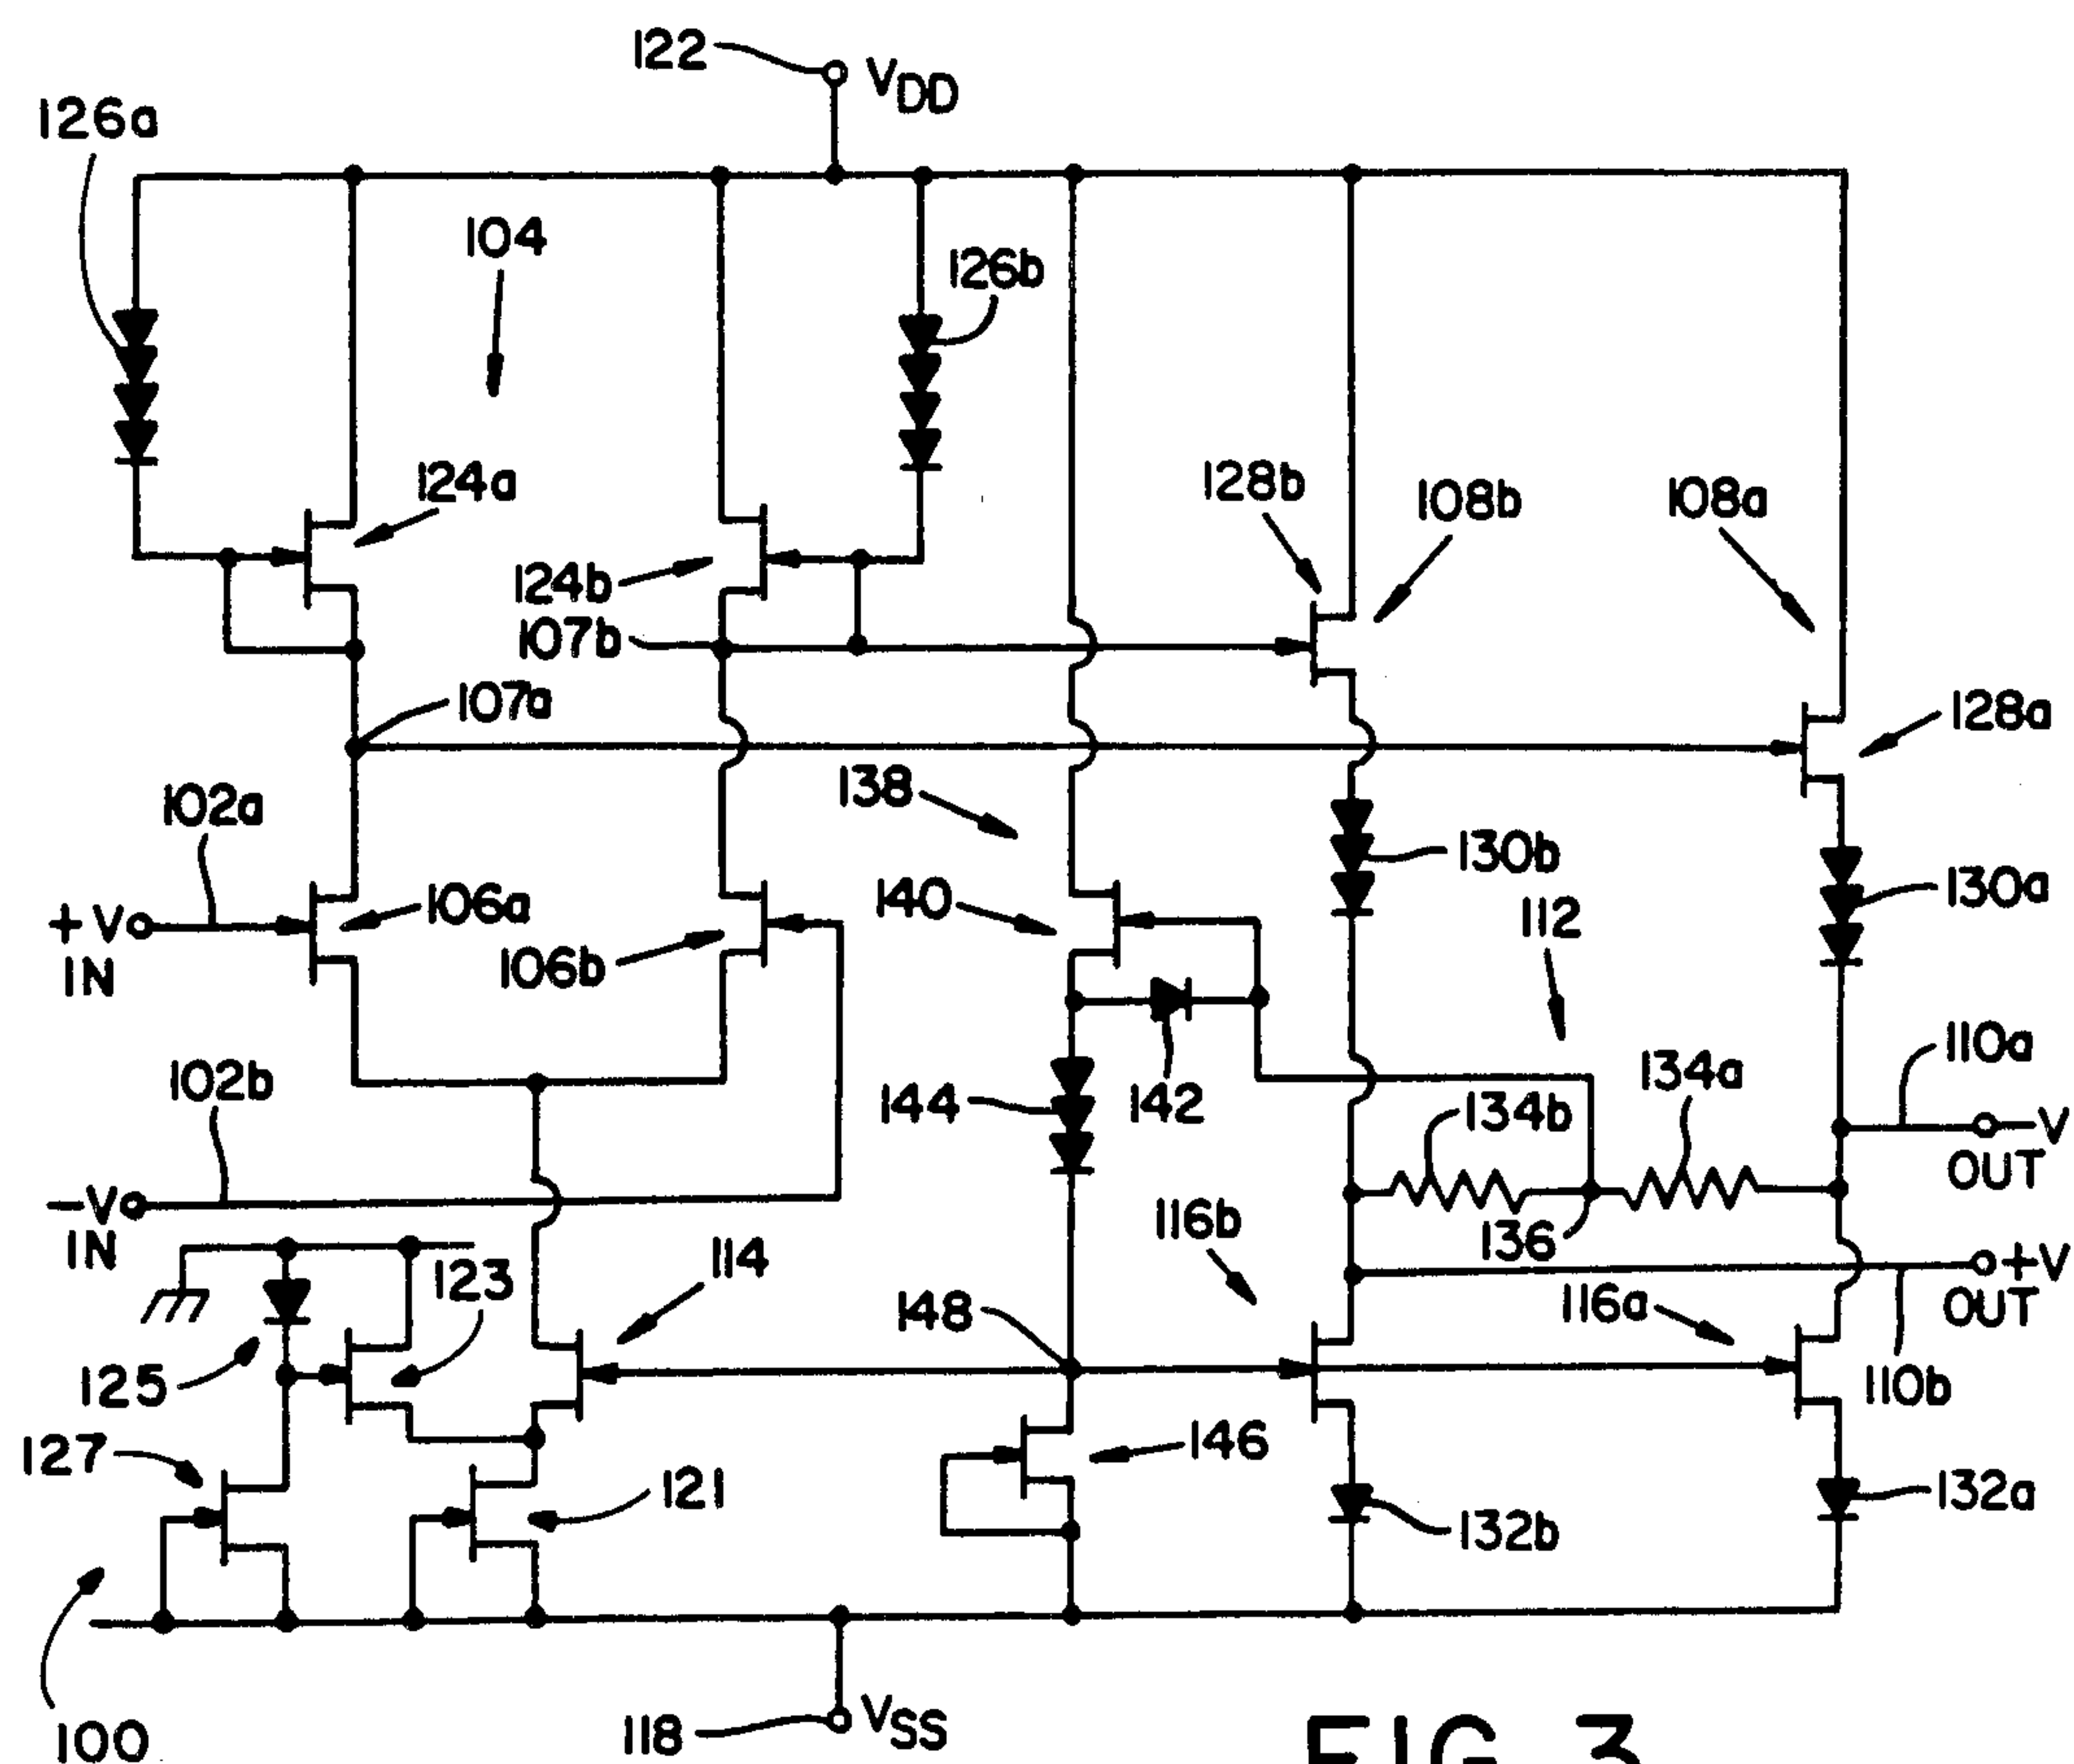 122
VDD
126a
104
126b
124a
128b
108b
108a
124b
107b
107a
128a
138
102a
130b
130a
140
112
+V
IN
106a
106b
110a
102b
134a
144
142
134b
-V
OUT
-V
IN
116b
136
114
+V
OUT
123
148
116a
125
110b
127
146
121
132a
132b
100
118
VSS
FIG. 3